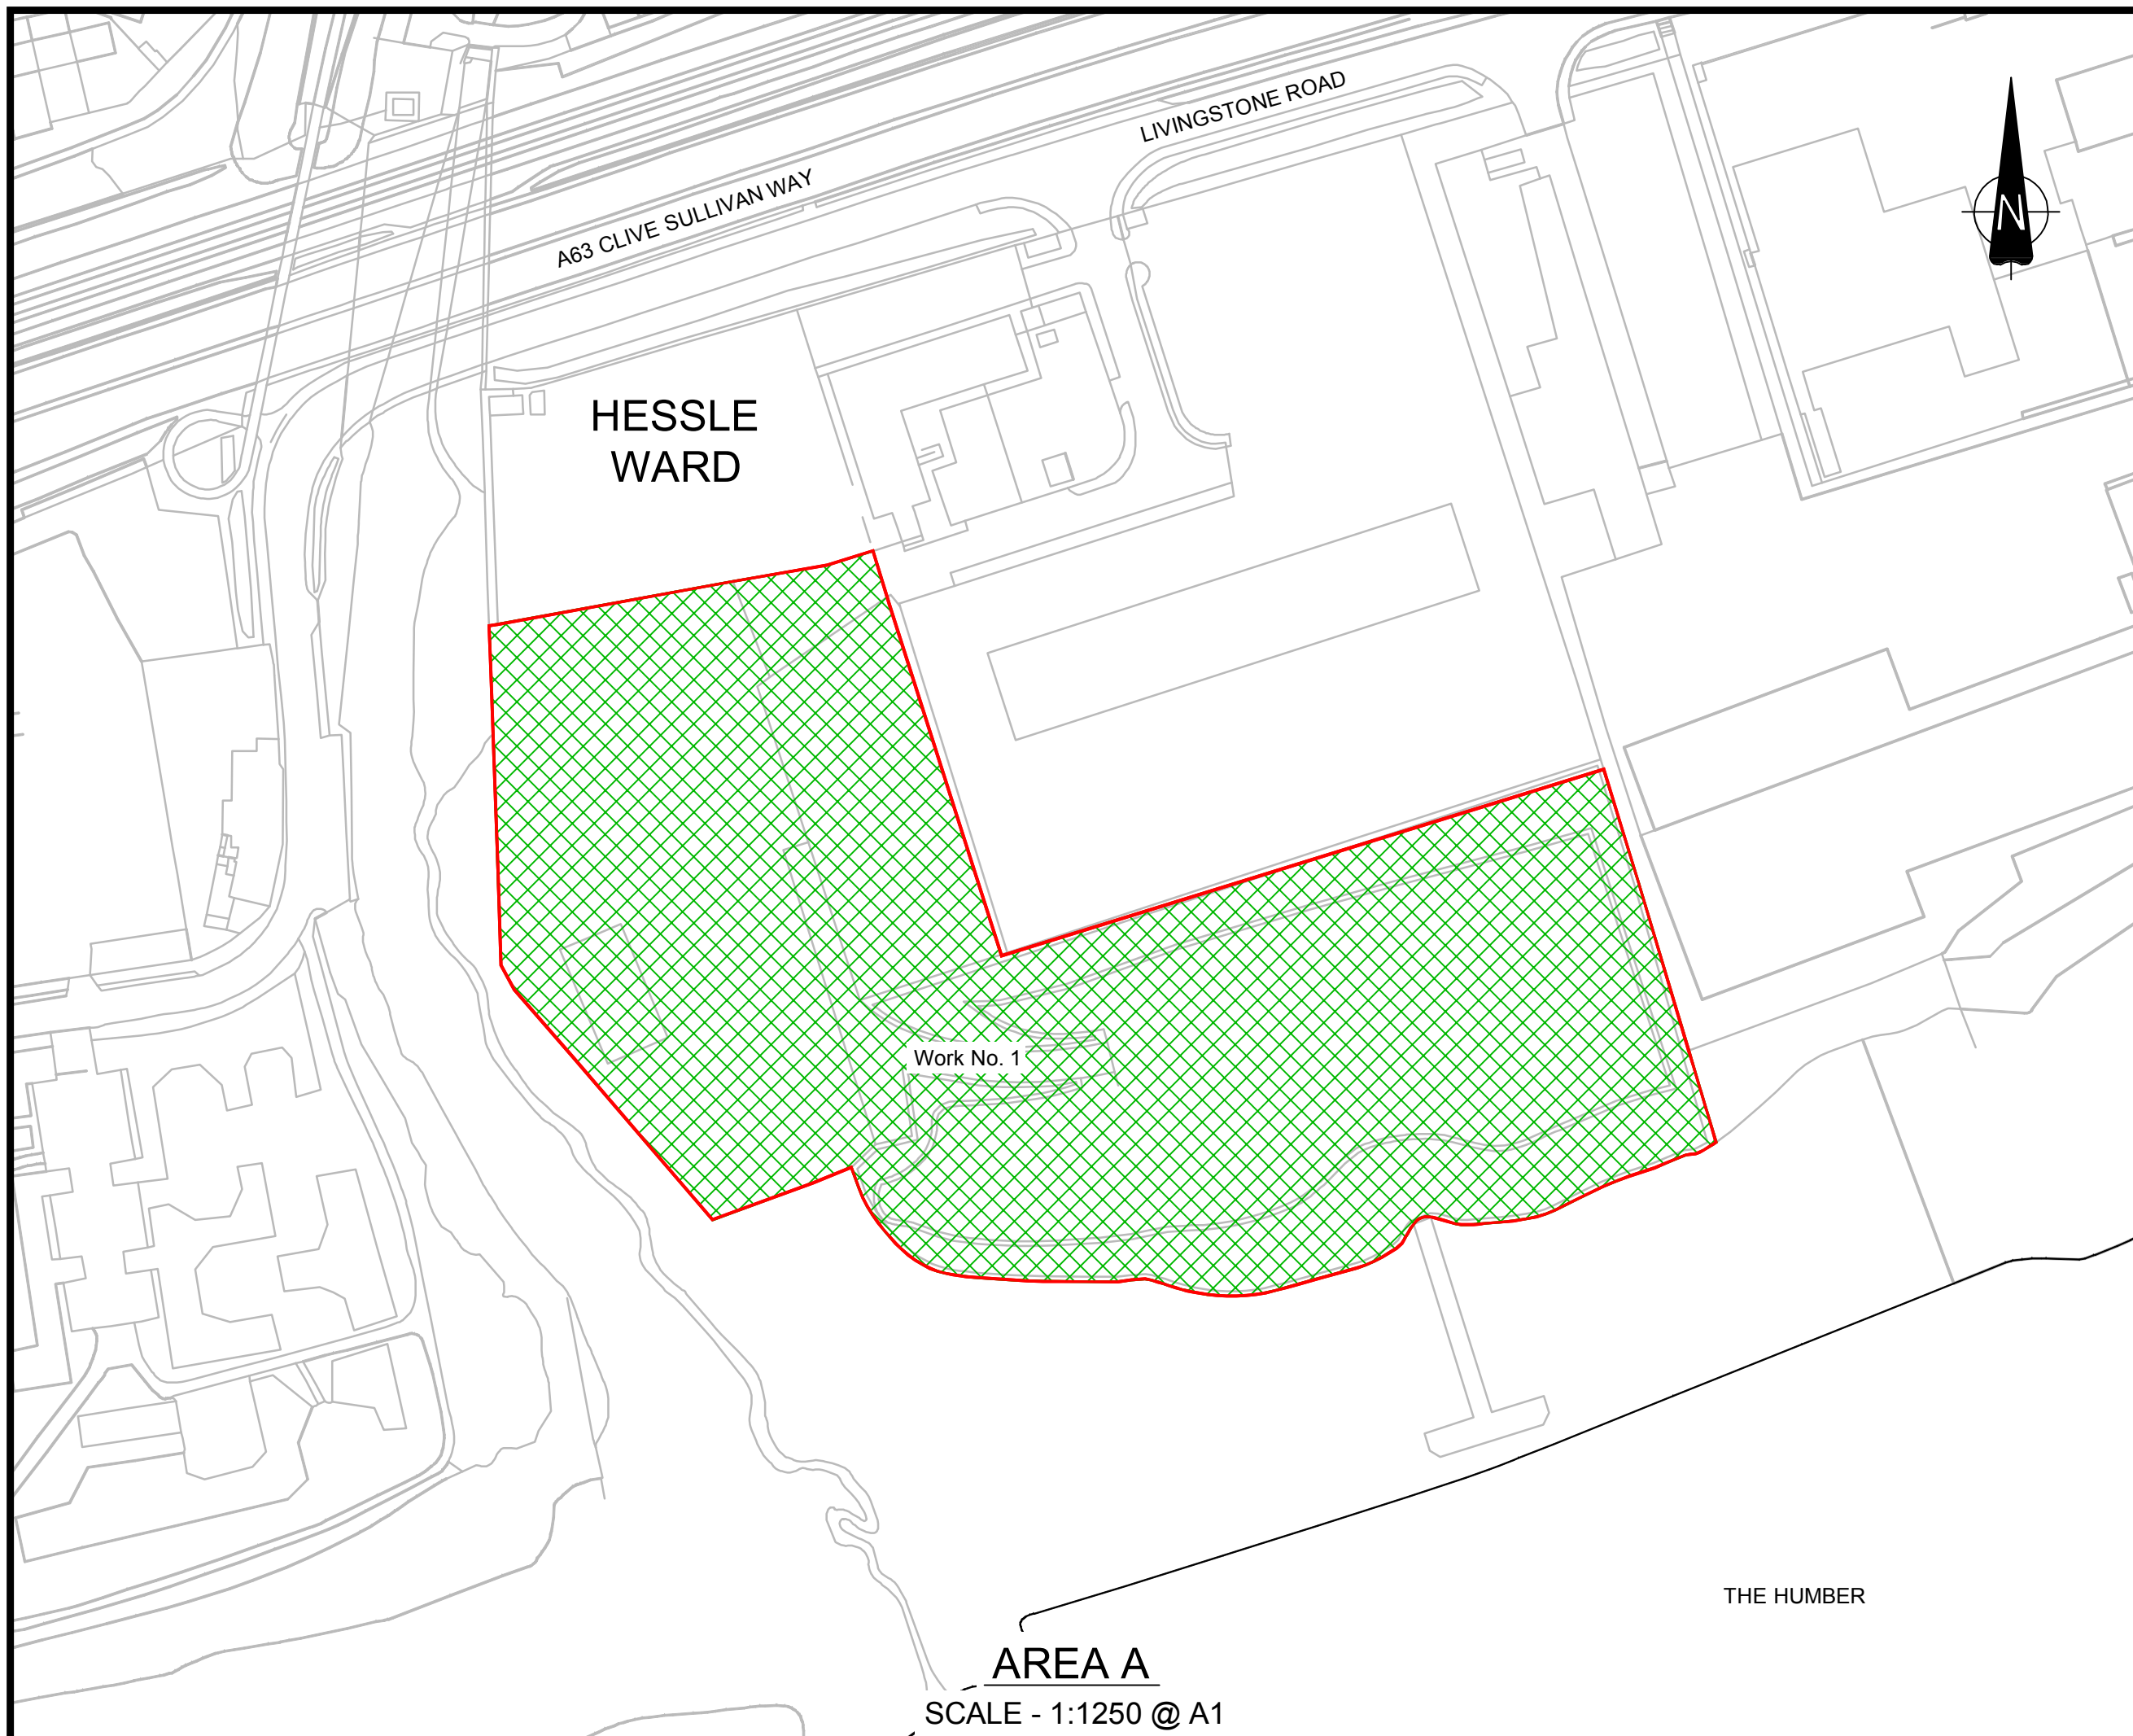 LIVINGSTONE ROAD
A63 CLIVE SULLIVAN WAY
N
HESSLE
WARD
Work No. 1
THE HUMBER
AREA A
SCALE - 1:1250 @ A1